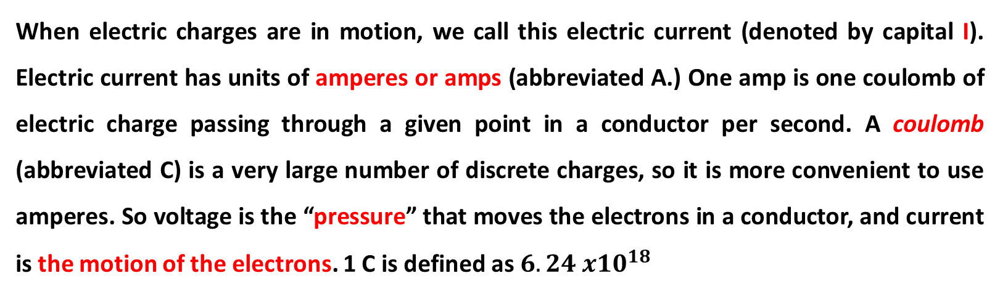 When electric charges are in motion, we call this electric current (denoted by capital I).
Electric current has units of amperes or amps (abbreviated A.) One amp is one coulomb of
electric charge passing through a given point in a conductor per second. A coulomb
(abbreviated C) is a very large number of discrete charges, so it is more convenient to use
amperes. So voltage is the “pressure” that moves the electrons in a conductor, and current
is the motion of the electrons. 1 C is defined as 6. 24 x10¹⁸